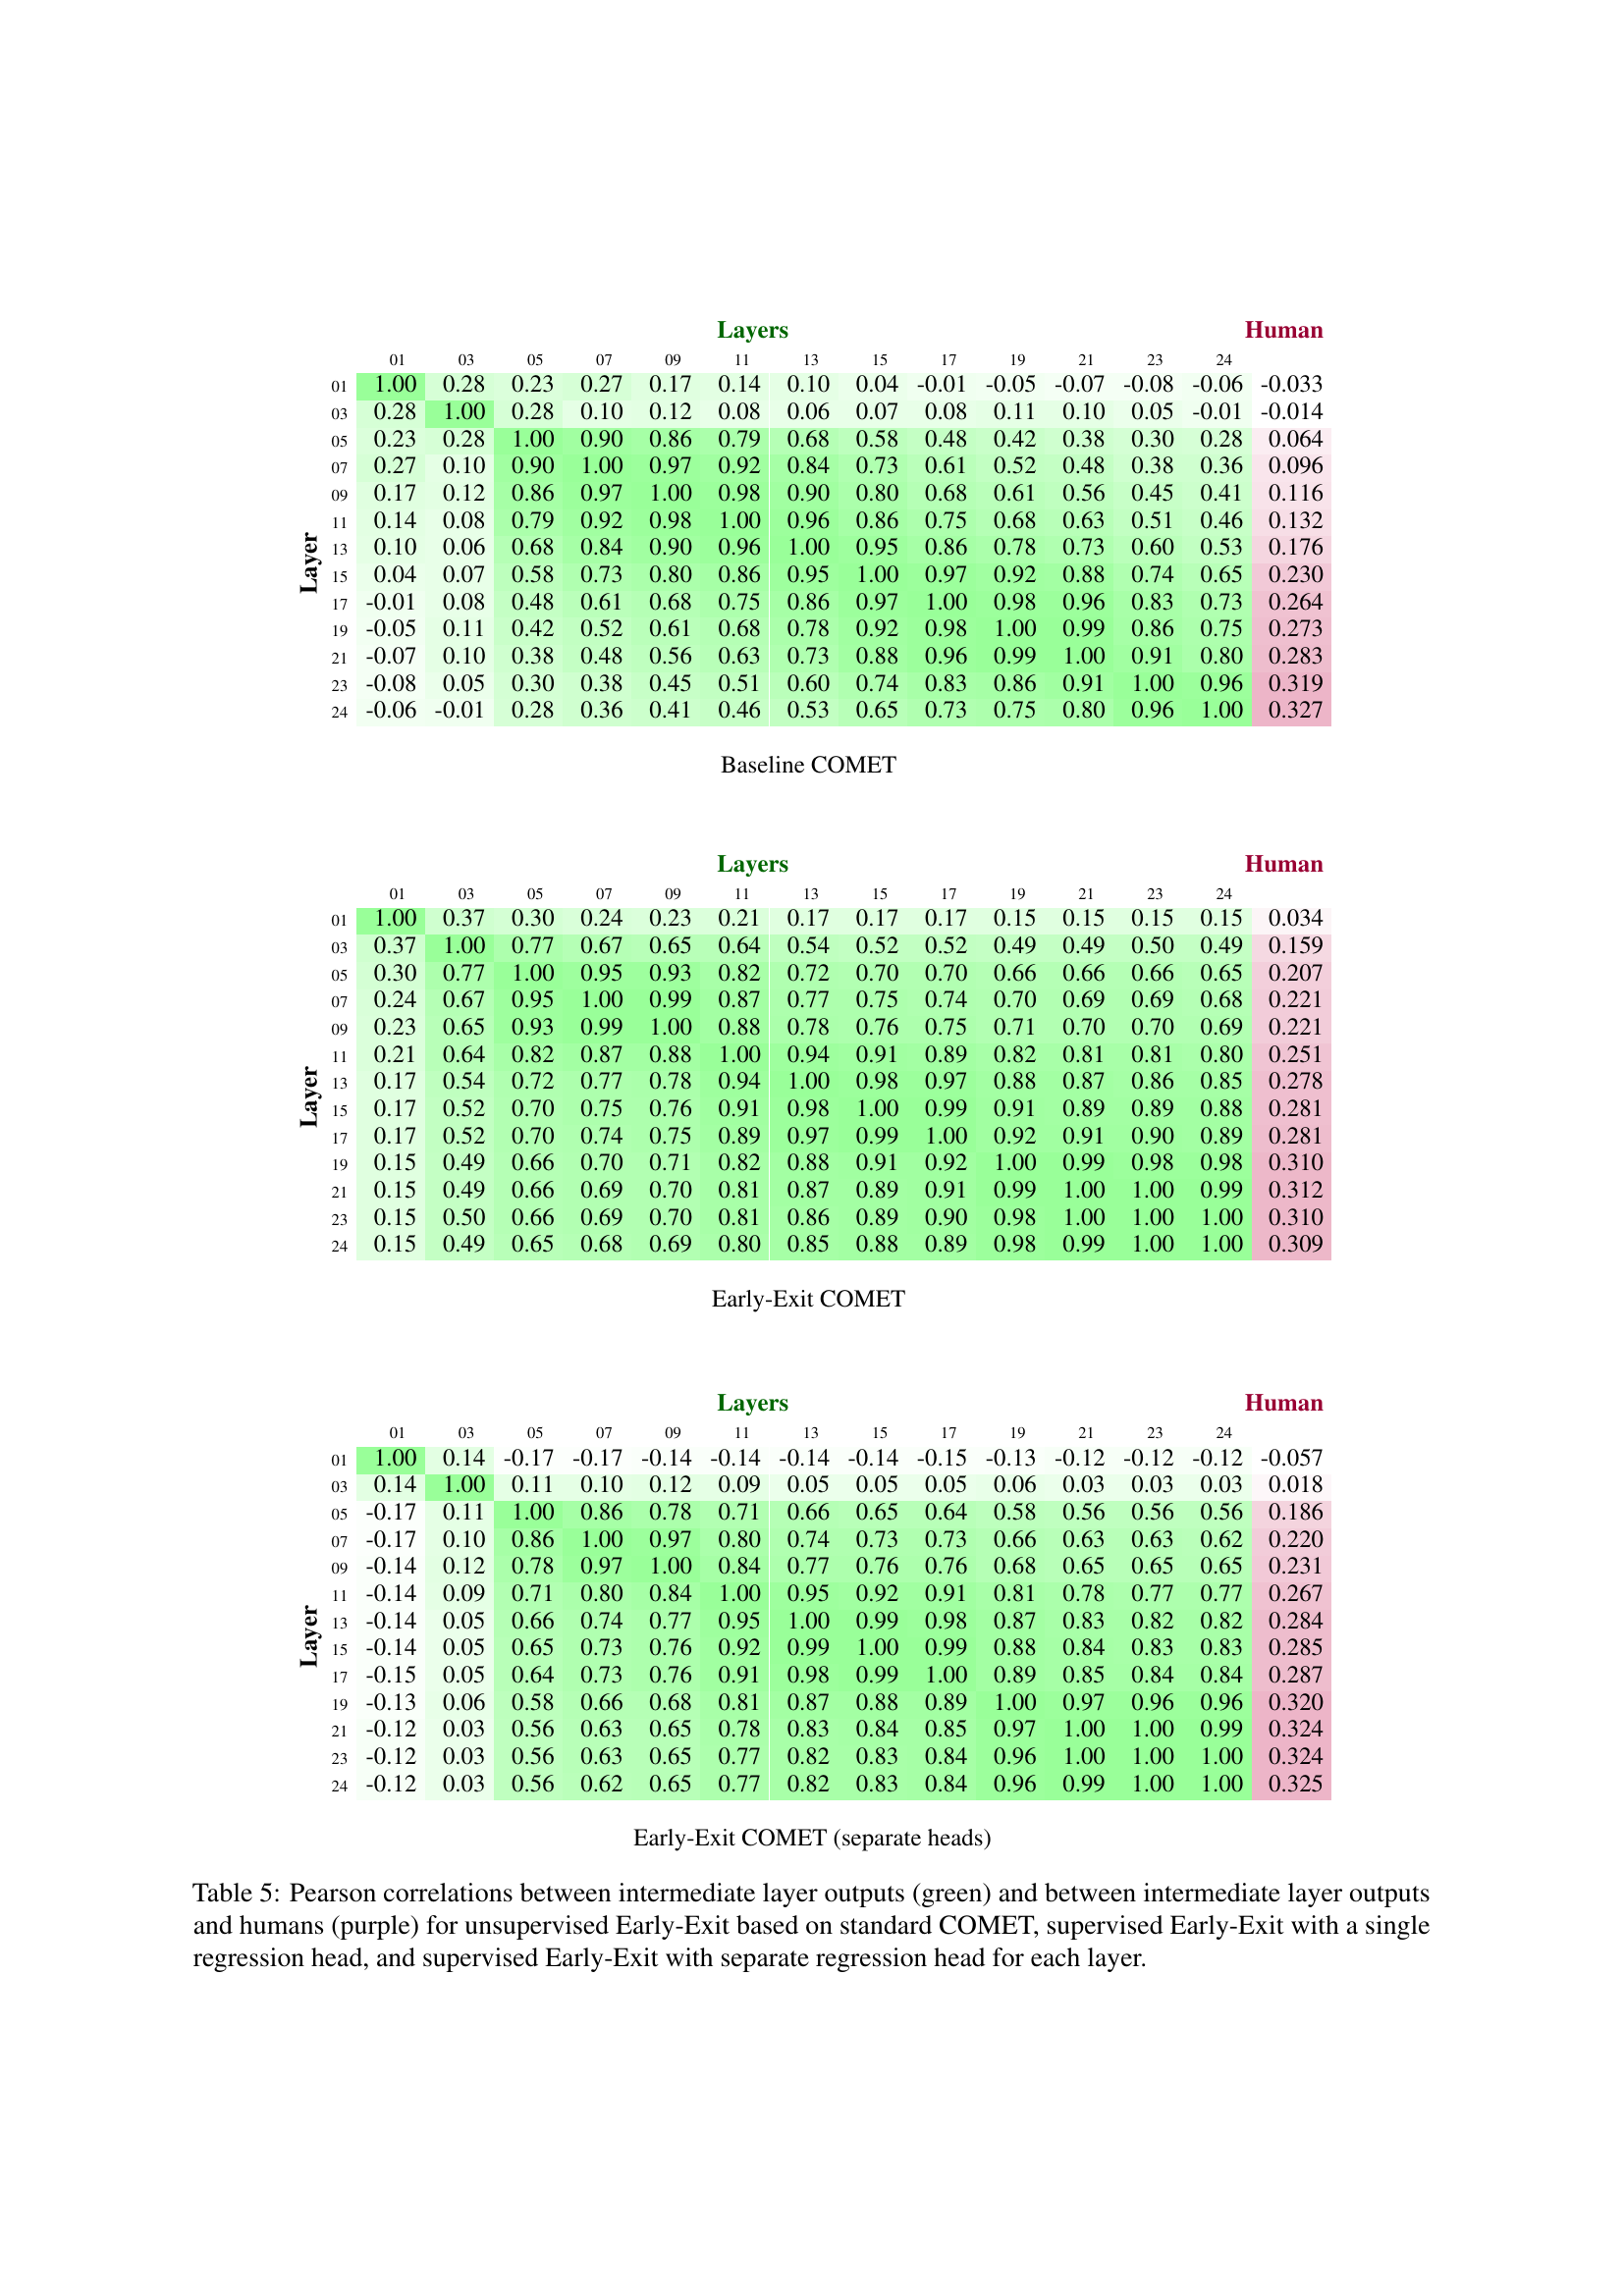 Layers Human
01 03 05 07 09 11 13 15 17 19 21 23 24
01 1.00 0.28 0.23 0.27 0.17 0.14 0.10 0.04 -0.01 -0.05 -0.07 -0.08 -0.06 -0.033
03 0.28 1.00 0.28 0.10 0.12 0.08 0.06 0.07 0.08 0.11 0.10 0.05 -0.01 -0.014
05 0.23 0.28 1.00 0.90 0.86 0.79 0.68 0.58 0.48 0.42 0.38 0.30 0.28 0.064
07 0.27 0.10 0.90 1.00 0.97 0.92 0.84 0.73 0.61 0.52 0.48 0.38 0.36 0.096
09 0.17 0.12 0.86 0.97 1.00 0.98 0.90 0.80 0.68 0.61 0.56 0.45 0.41 0.116
11 0.14 0.08 0.79 0.92 0.98 1.00 0.96 0.86 0.75 0.68 0.63 0.51 0.46 0.132
13 0.10 0.06 0.68 0.84 0.90 0.96 1.00 0.95 0.86 0.78 0.73 0.60 0.53 0.176
Layer
15 0.04 0.07 0.58 0.73 0.80 0.86 0.95 1.00 0.97 0.92 0.88 0.74 0.65 0.230
17 -0.01 0.08 0.48 0.61 0.68 0.75 0.86 0.97 1.00 0.98 0.96 0.83 0.73 0.264
19 -0.05 0.11 0.42 0.52 0.61 0.68 0.78 0.92 0.98 1.00 0.99 0.86 0.75 0.273
21 -0.07 0.10 0.38 0.48 0.56 0.63 0.73 0.88 0.96 0.99 1.00 0.91 0.80 0.283
23 -0.08 0.05 0.30 0.38 0.45 0.51 0.60 0.74 0.83 0.86 0.91 1.00 0.96 0.319
24 -0.06 -0.01 0.28 0.36 0.41 0.46 0.53 0.65 0.73 0.75 0.80 0.96 1.00 0.327
Baseline COMET
Layers Human
01 03 05 07 09 11 13 15 17 19 21 23 24
01 1.00 0.37 0.30 0.24 0.23 0.21 0.17 0.17 0.17 0.15 0.15 0.15 0.15 0.034
03 0.37 1.00 0.77 0.67 0.65 0.64 0.54 0.52 0.52 0.49 0.49 0.50 0.49 0.159
05 0.30 0.77 1.00 0.95 0.93 0.82 0.72 0.70 0.70 0.66 0.66 0.66 0.65 0.207
07 0.24 0.67 0.95 1.00 0.99 0.87 0.77 0.75 0.74 0.70 0.69 0.69 0.68 0.221
09 0.23 0.65 0.93 0.99 1.00 0.88 0.78 0.76 0.75 0.71 0.70 0.70 0.69 0.221
11 0.21 0.64 0.82 0.87 0.88 1.00 0.94 0.91 0.89 0.82 0.81 0.81 0.80 0.251
13 0.17 0.54 0.72 0.77 0.78 0.94 1.00 0.98 0.97 0.88 0.87 0.86 0.85 0.278
Layer
15 0.17 0.52 0.70 0.75 0.76 0.91 0.98 1.00 0.99 0.91 0.89 0.89 0.88 0.281
17 0.17 0.52 0.70 0.74 0.75 0.89 0.97 0.99 1.00 0.92 0.91 0.90 0.89 0.281
19 0.15 0.49 0.66 0.70 0.71 0.82 0.88 0.91 0.92 1.00 0.99 0.98 0.98 0.310
21 0.15 0.49 0.66 0.69 0.70 0.81 0.87 0.89 0.91 0.99 1.00 1.00 0.99 0.312
23 0.15 0.50 0.66 0.69 0.70 0.81 0.86 0.89 0.90 0.98 1.00 1.00 1.00 0.310
24 0.15 0.49 0.65 0.68 0.69 0.80 0.85 0.88 0.89 0.98 0.99 1.00 1.00 0.309
Early-Exit COMET
Layers Human
01 03 05 07 09 11 13 15 17 19 21 23 24
01 1.00 0.14 -0.17 -0.17 -0.14 -0.14 -0.14 -0.14 -0.15 -0.13 -0.12 -0.12 -0.12 -0.057
03 0.14 1.00 0.11 0.10 0.12 0.09 0.05 0.05 0.05 0.06 0.03 0.03 0.03 0.018
05 -0.17 0.11 1.00 0.86 0.78 0.71 0.66 0.65 0.64 0.58 0.56 0.56 0.56 0.186
07 -0.17 0.10 0.86 1.00 0.97 0.80 0.74 0.73 0.73 0.66 0.63 0.63 0.62 0.220
09 -0.14 0.12 0.78 0.97 1.00 0.84 0.77 0.76 0.76 0.68 0.65 0.65 0.65 0.231
11 -0.14 0.09 0.71 0.80 0.84 1.00 0.95 0.92 0.91 0.81 0.78 0.77 0.77 0.267
13 -0.14 0.05 0.66 0.74 0.77 0.95 1.00 0.99 0.98 0.87 0.83 0.82 0.82 0.284
Layer
15 -0.14 0.05 0.65 0.73 0.76 0.92 0.99 1.00 0.99 0.88 0.84 0.83 0.83 0.285
17 -0.15 0.05 0.64 0.73 0.76 0.91 0.98 0.99 1.00 0.89 0.85 0.84 0.84 0.287
19 -0.13 0.06 0.58 0.66 0.68 0.81 0.87 0.88 0.89 1.00 0.97 0.96 0.96 0.320
21 -0.12 0.03 0.56 0.63 0.65 0.78 0.83 0.84 0.85 0.97 1.00 1.00 0.99 0.324
23 -0.12 0.03 0.56 0.63 0.65 0.77 0.82 0.83 0.84 0.96 1.00 1.00 1.00 0.324
24 -0.12 0.03 0.56 0.62 0.65 0.77 0.82 0.83 0.84 0.96 0.99 1.00 1.00 0.325
Early-Exit COMET (separate heads)
Table 5: Pearson correlations between intermediate layer outputs (green) and between intermediate layer outputs
and humans (purple) for unsupervised Early-Exit based on standard COMET, supervised Early-Exit with a single
regression head, and supervised Early-Exit with separate regression head for each layer.